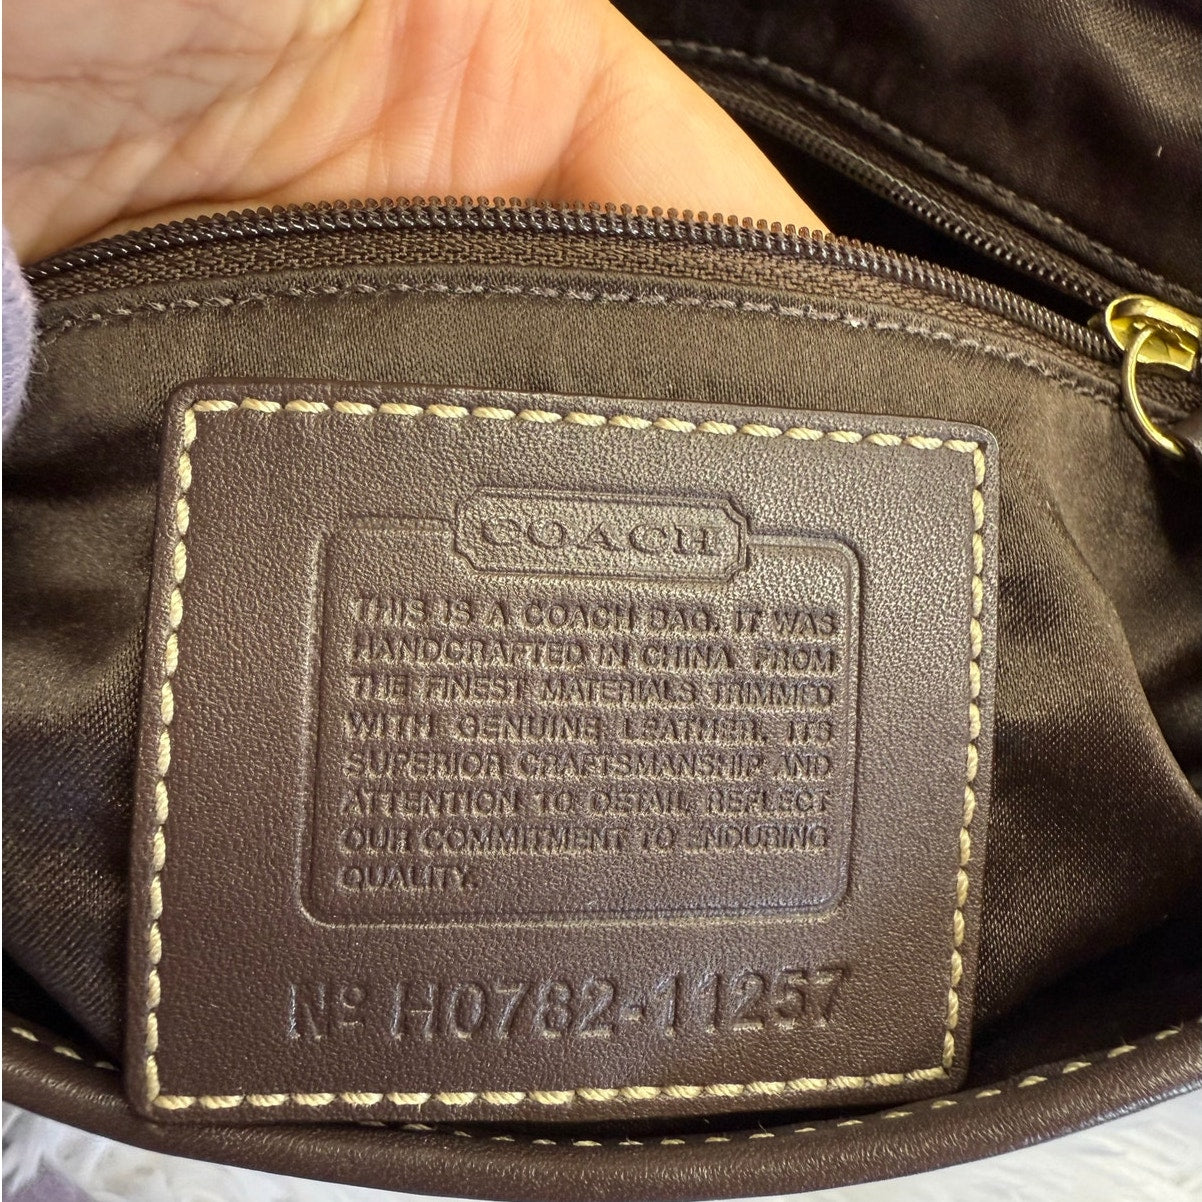 COACH
THIS IS A COACH BAG. IT WAS
HANDCRAFTED IN CHINA FROM
THE FINEST MATERIALS TRIMMED
WITH GENUINE LEATHER. ITS
SUPERIOR CRAFTSMANSHIP AND
ATTENTION TO DETAIL REFLECT
OUR COMMITMENT TO ENDURING
QUALITY.
Nº H0782-11257